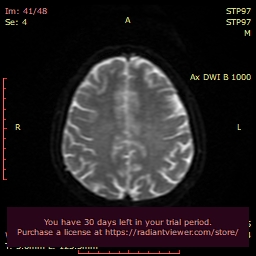 Im: 41/48
Se: 4
A
STP97
STP97
M
Ax DWI B 1000
R
L
You have 30 days left in your trial period.
Purchase a license at https://radiantviewer.com/store/